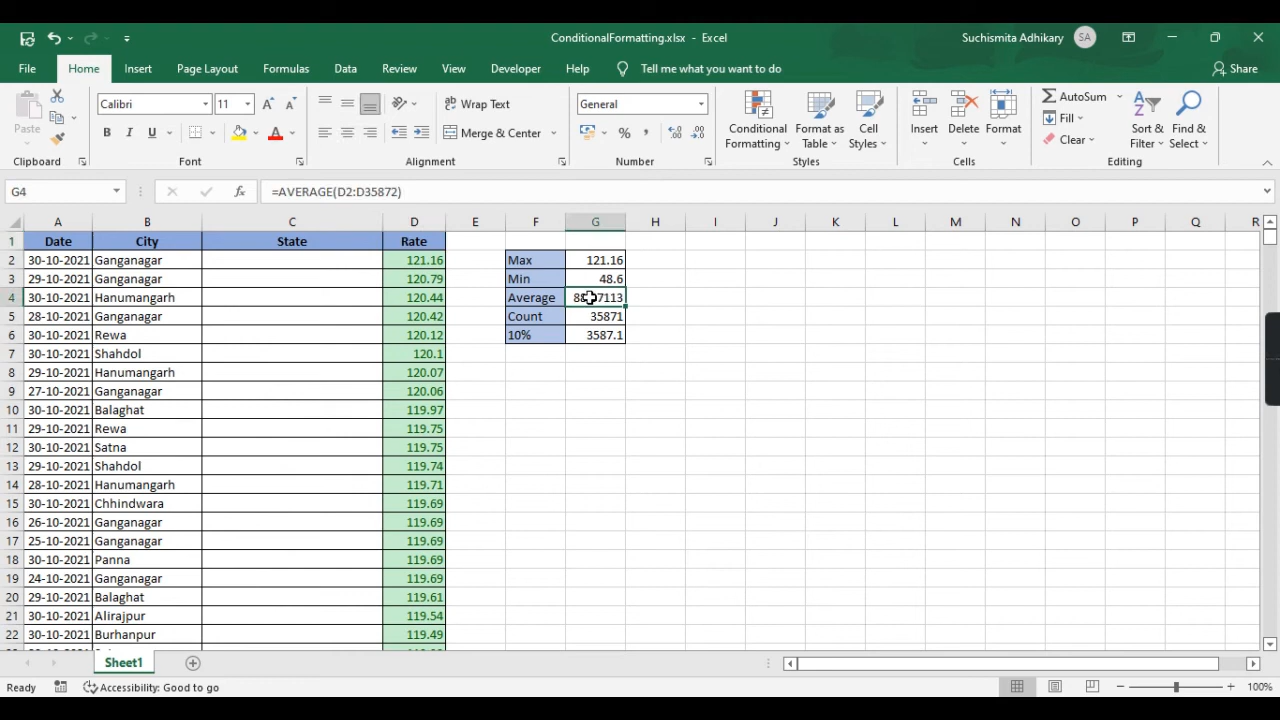 ConditionalFormatting.xlsx - Excel
Suchismita Adhikary SA
File Home Insert Page Layout Formulas Data Review View Developer Help Tell me what you want to do Share
Paste
Calibri 11
Wrap Text
General
Conditional Formatting
Format as Table
Cell Styles
Insert Delete Format
AutoSum
Fill
Clear
Sort & Filter
Find & Select
B I U A
Merge & Center
%
Clipboard Font Alignment Number Styles Cells Editing
G4 fx =AVERAGE(D2:D35872)
A B C D E F G H I J K L M N O P Q R
1 Date City State Rate
2 30-10-2021 Ganganagar 121.16 Max 121.16
3 29-10-2021 Ganganagar 120.79 Min 48.6
4 30-10-2021 Hanumangarh 120.44 Average
5 28-10-2021 Ganganagar 120.42 Count 35871
6 30-10-2021 Rewa 120.12 10% 3587.1
7 30-10-2021 Shahdol 120.1
8 29-10-2021 Hanumangarh 120.07
9 27-10-2021 Ganganagar 120.06
10 30-10-2021 Balaghat 119.97
11 29-10-2021 Rewa 119.75
12 30-10-2021 Satna 119.75
13 29-10-2021 Shahdol 119.74
14 28-10-2021 Hanumangarh 119.71
15 30-10-2021 Chhindwara 119.69
16 26-10-2021 Ganganagar 119.69
17 25-10-2021 Ganganagar 119.69
18 30-10-2021 Panna 119.69
19 24-10-2021 Ganganagar 119.69
20 29-10-2021 Balaghat 119.61
21 30-10-2021 Alirajpur 119.54
22 30-10-2021 Burhanpur 119.49
Sheet1
Ready Accessibility: Good to go 100%